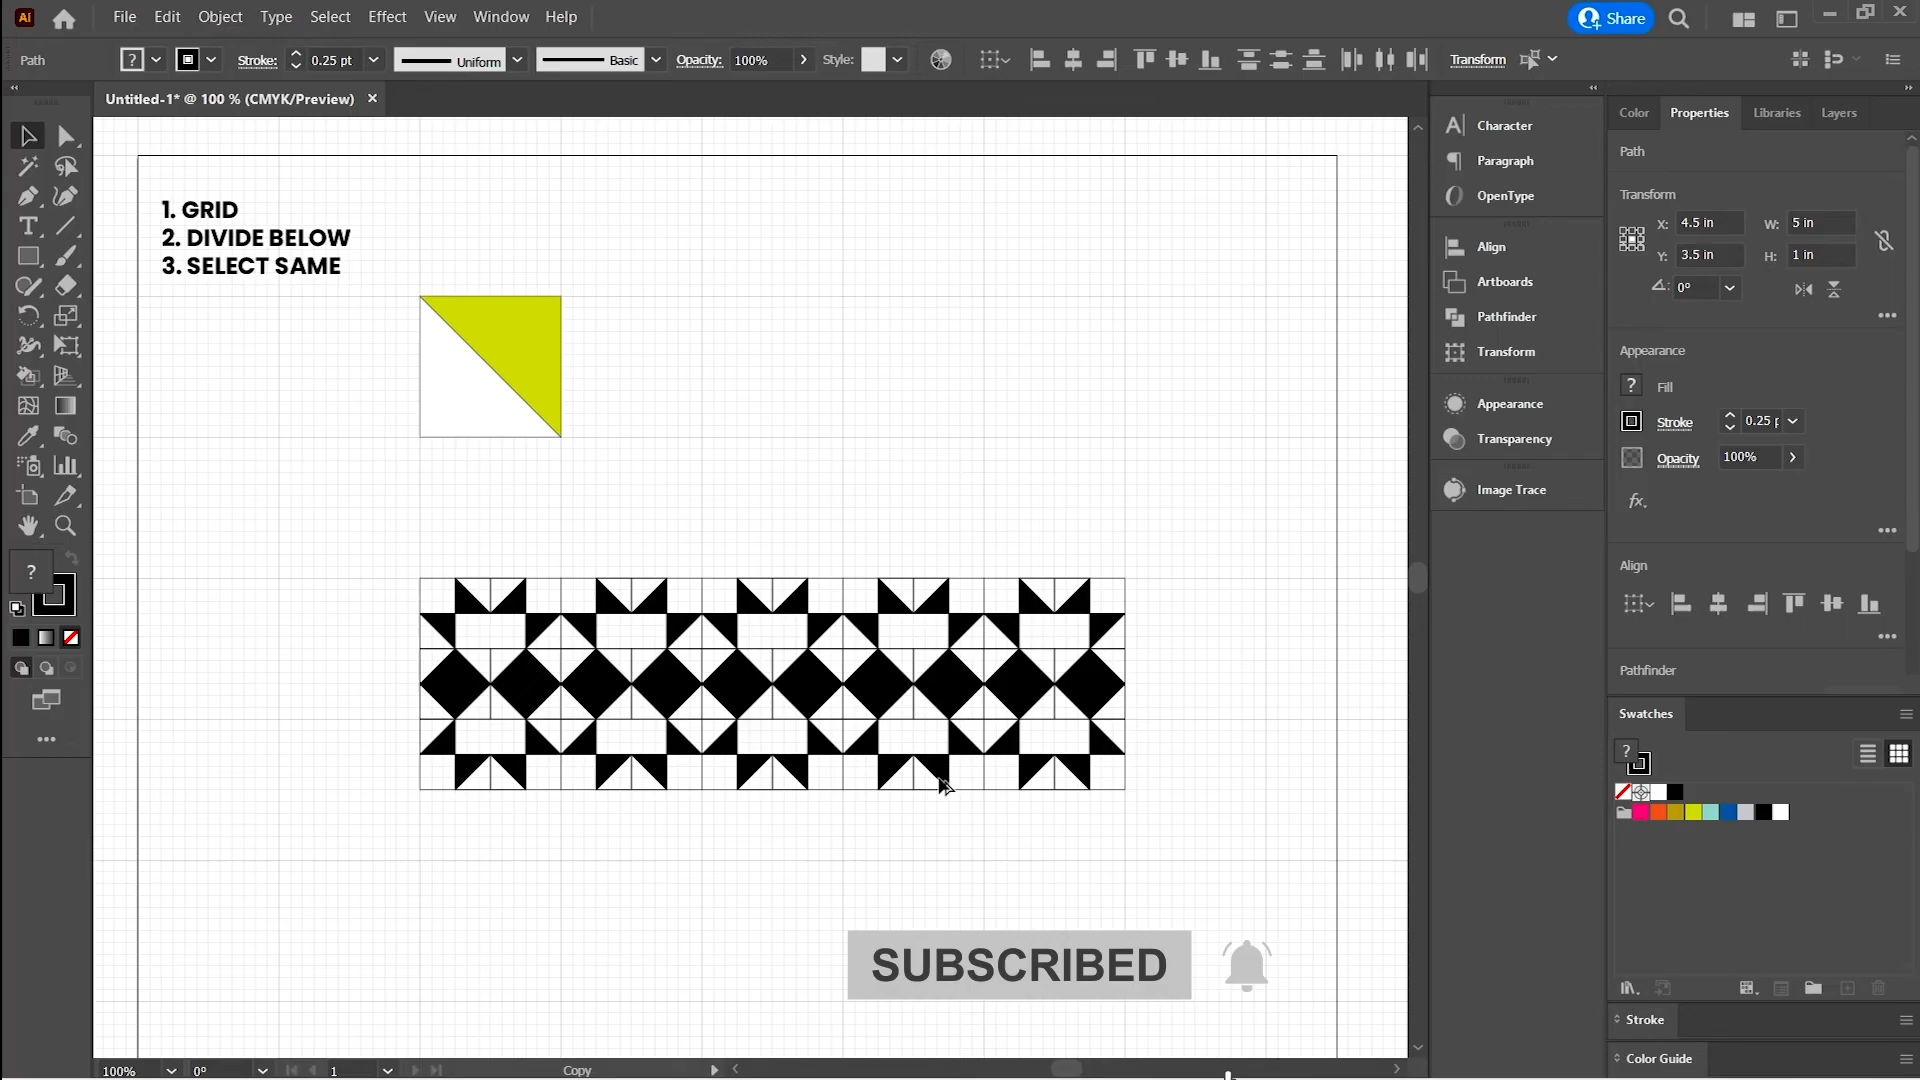 Ai File Edit Object Type Select Effect View Window Help Share
Path ? Stroke: 0.25 pt Uniform Basic Opacity: 100% Style: Transform
Untitled-1* @ 100 % (CMYK/Preview) ×
1. GRID
2. DIVIDE BELOW
3. SELECT SAME
SUBSCRIBED
?
100% 0º 1 Copy
Character
Paragraph
OpenType
Align
Artboards
Pathfinder
Transform
Appearance
Transparency
Image Trace
Color Properties Libraries Layers
Path
Transform
X: 4.5 in W: 5 in
Y: 3.5 in H: 1 in
0º
Appearance
? Fill
Stroke 0.25 p
Opacity 100%
fx.
Align
Pathfinder
Swatches
?
Stroke
Color Guide